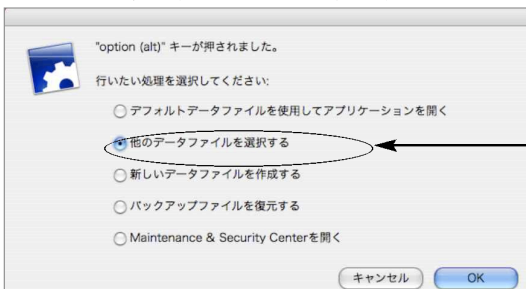 "option (alt)" キーが押されました。
行いたい処理を選択してください:
デフォルトデータファイルを使用してアプリケーションを開く
他のデータファイルを選択する
新しいデータファイルを作成する
バックアップファイルを復元する
Maintenance & Security Centerを開く
キャンセル OK